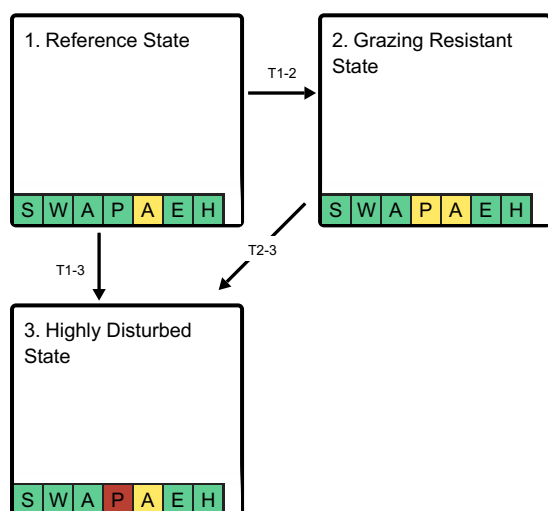 1. Reference State
T1-2
2. Grazing Resistant
State
S W A P A E H
S W A P A E H
T1-3
T2-3
3. Highly Disturbed
State
S W A P A E H